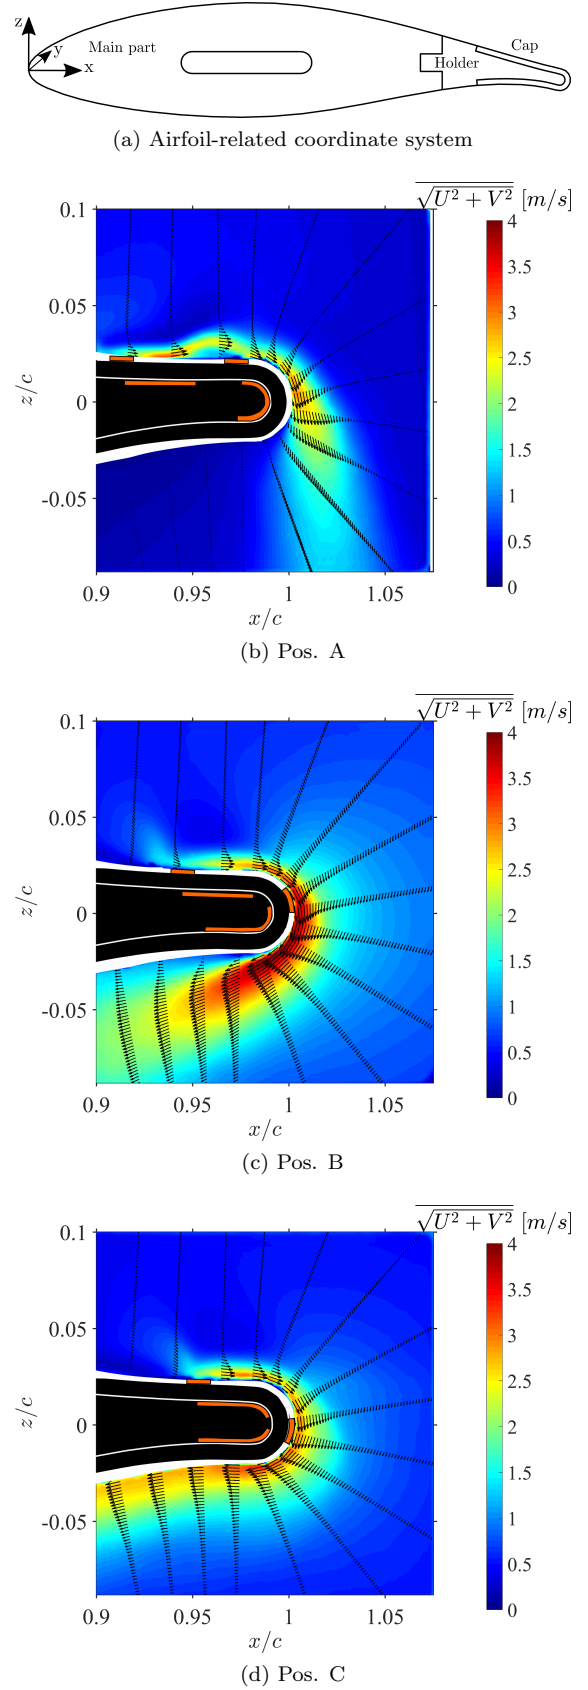 z
y
x
Main part
Cap
Holder
(a) Airfoil-related coordinate system
√U² + V² [m/s]
0.1
0.05
0
-0.05
z/c
0.9
0.95
1
1.05
x/c
4
3.5
3
2.5
2
1.5
1
0.5
0
(b) Pos. A
√U² + V² [m/s]
0.1
0.05
0
-0.05
z/c
0.9
0.95
1
1.05
x/c
4
3.5
3
2.5
2
1.5
1
0.5
0
(c) Pos. B
√U² + V² [m/s]
0.1
0.05
0
-0.05
z/c
0.9
0.95
1
1.05
x/c
4
3.5
3
2.5
2
1.5
1
0.5
0
(d) Pos. C